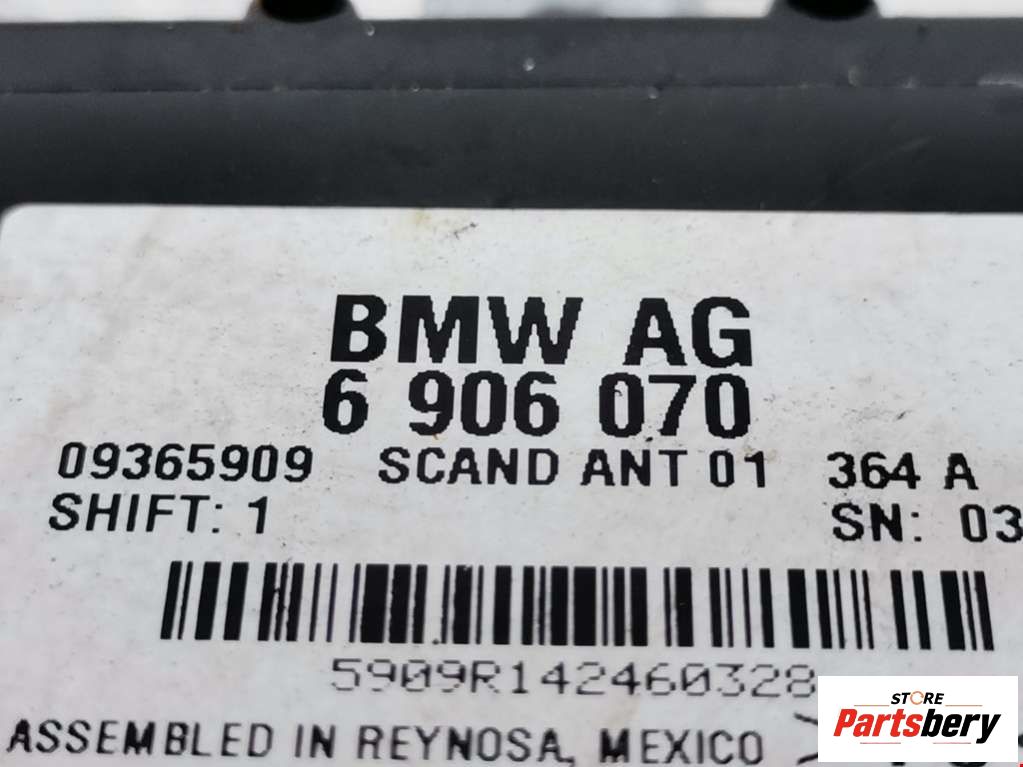 BMW AG
6 906 070
09365909 SCAND ANT 01 364 A
SHIFT: 1 SN: 03
5909R142460328
ASSEMBLED IN REYNOSA, MEXICO
STORE
Partsbery